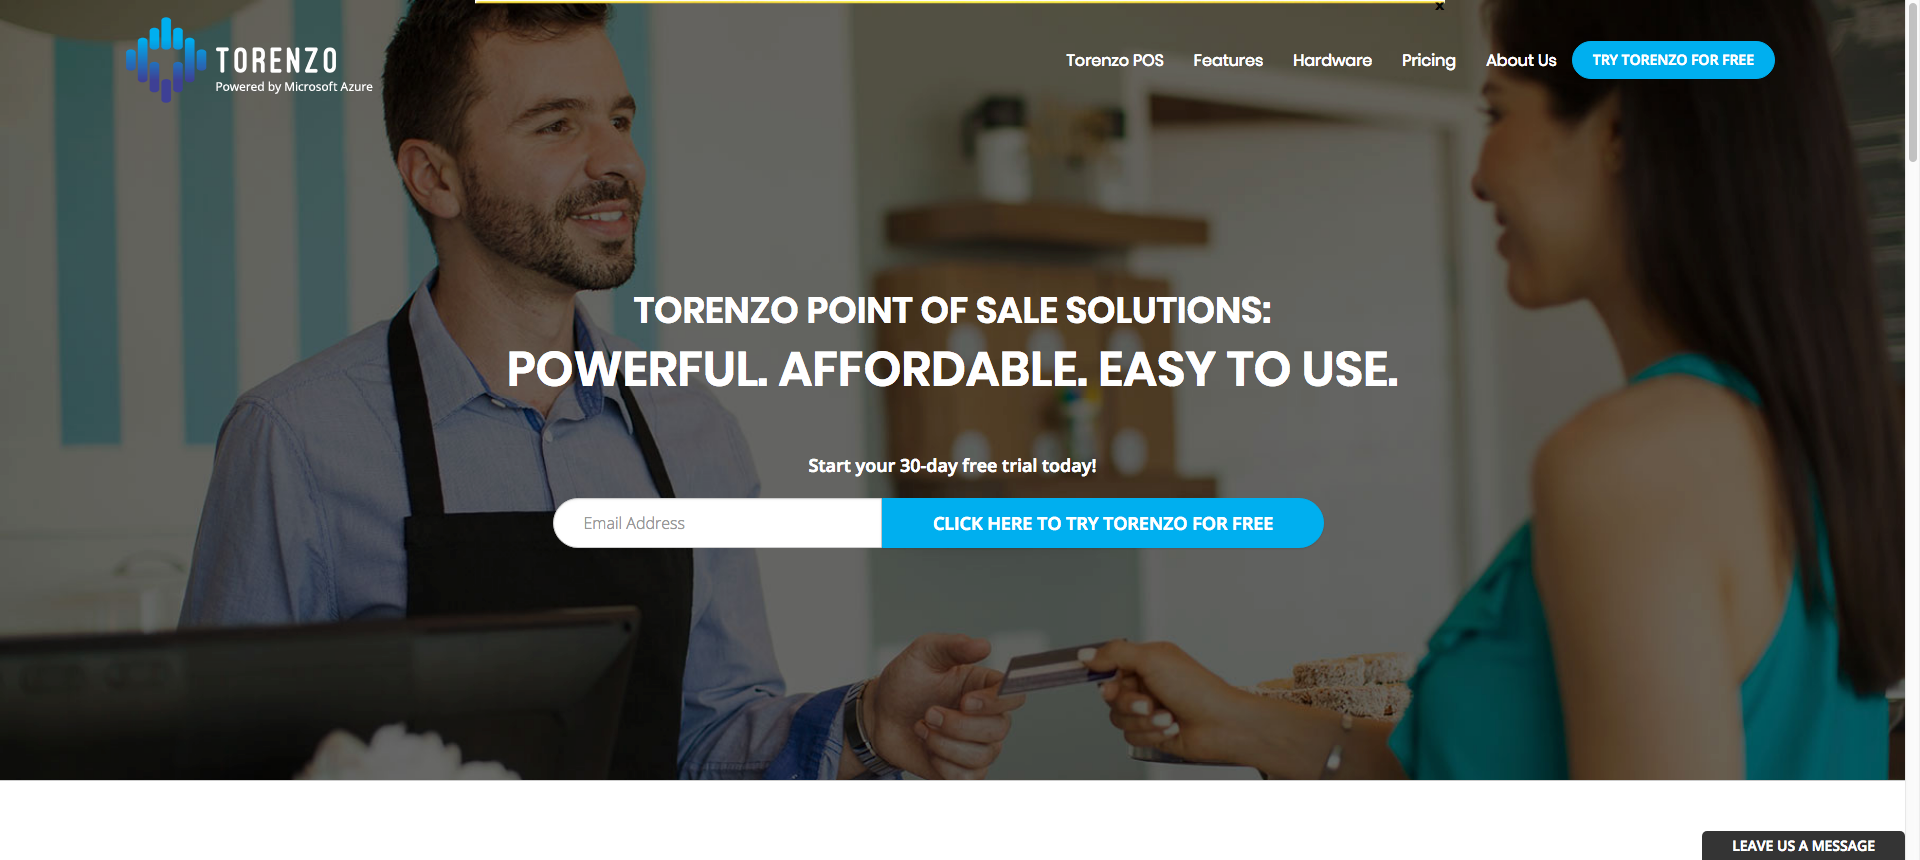 TORENZO
Powered by Microsoft Azure
Torenzo POS
Features
Hardware
Pricing
About Us
TRY TORENZO FOR FREE
x
TORENZO POINT OF SALE SOLUTIONS:
POWERFUL. AFFORDABLE. EASY TO USE.
Start your 30-day free trial today!
Email Address
CLICK HERE TO TRY TORENZO FOR FREE
LEAVE US A MESSAGE